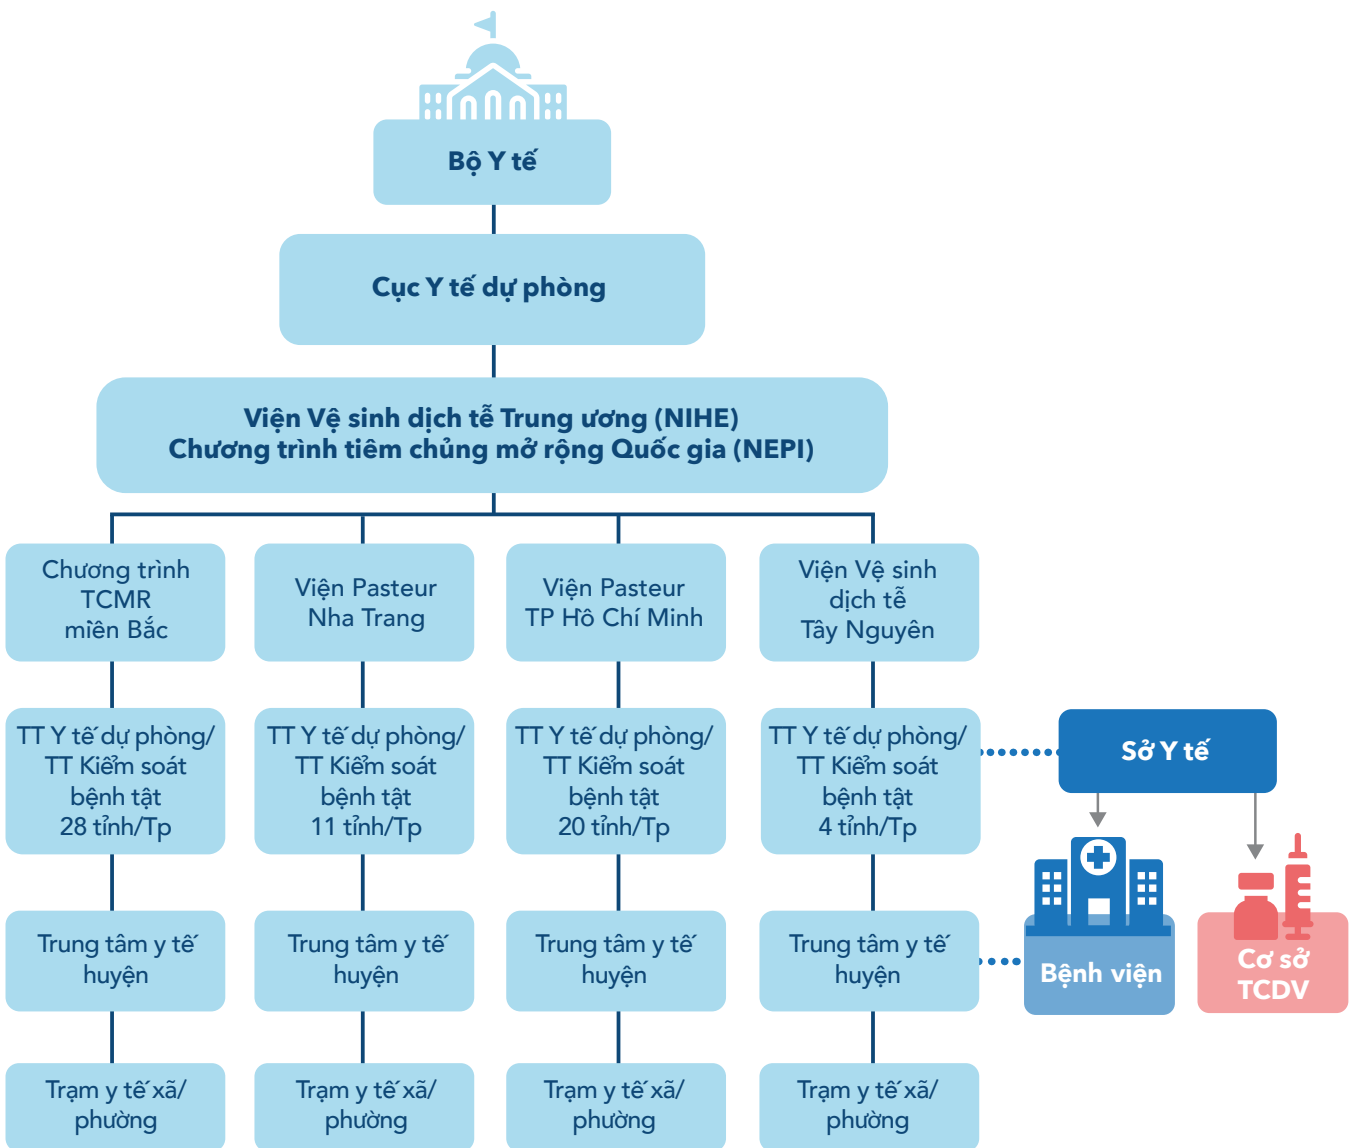 Bộ Y tế
Cục Y tế dự phòng
Viện Vệ sinh dịch tễ Trung ương (NIHE)
Chương trình tiêm chủng mở rộng Quốc gia (NEPI)
Chương trình
TCMR
miền Bắc
Viện Pasteur
Nha Trang
Viện Pasteur
TP Hồ Chí Minh
Viện Vệ sinh
dịch tễ
Tây Nguyên
TT Y tế dự phòng/
TT Kiểm soát
bệnh tật
28 tỉnh/Tp
TT Y tế dự phòng/
TT Kiểm soát
bệnh tật
11 tỉnh/Tp
TT Y tế dự phòng/
TT Kiểm soát
bệnh tật
20 tỉnh/Tp
TT Y tế dự phòng/
TT Kiểm soát
bệnh tật
4 tỉnh/Tp
Sở Y tế
Trung tâm y tế
huyện
Trung tâm y tế
huyện
Trung tâm y tế
huyện
Trung tâm y tế
huyện
Bệnh viện
Cơ sở
TCDV
Trạm y tế xã/
phường
Trạm y tế xã/
phường
Trạm y tế xã/
phường
Trạm y tế xã/
phường